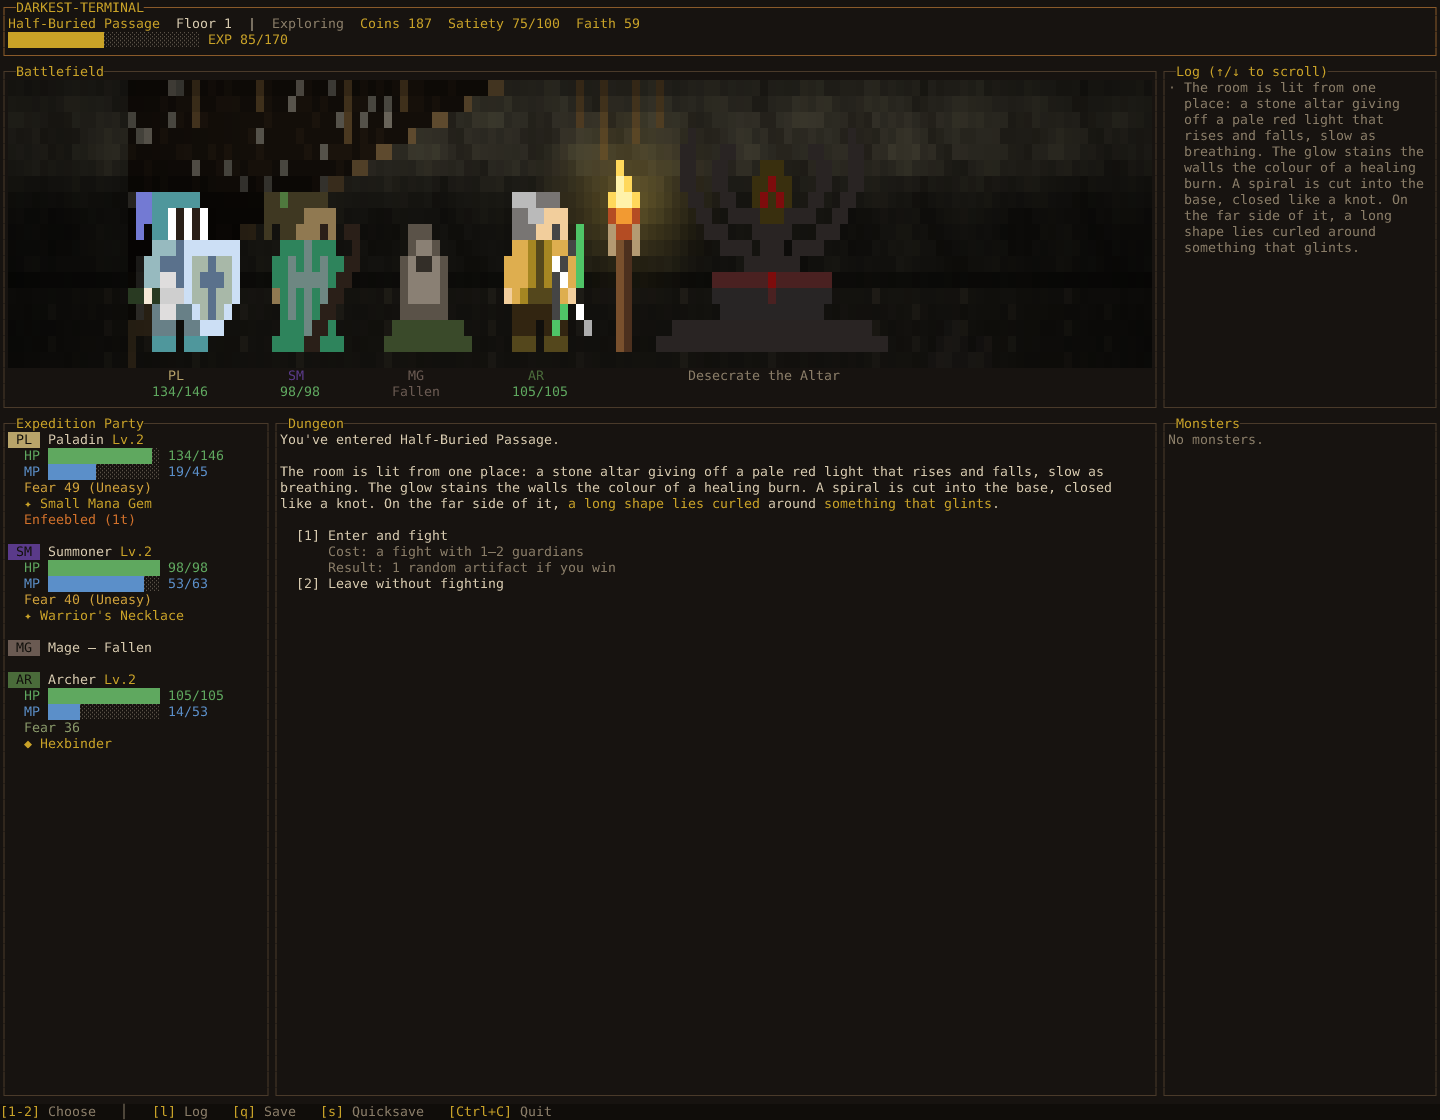 DARKEST-TERMINAL
Half-Buried Passage  Floor 1  |  Exploring  Coins 187  Satiety 75/100  Faith 59
EXP 85/170
Battlefield
PL
134/146
SM
98/98
MG
Fallen
AR
105/105
Desecrate the Altar
Log (↑/↓ to scroll)
· The room is lit from one
place: a stone altar giving
off a pale red light that
rises and falls, slow as
breathing. The glow stains the
walls the colour of a healing
burn. A spiral is cut into the
base, closed like a knot. On
the far side of it, a long
shape lies curled around
something that glints.
Expedition Party
PL Paladin Lv.2
HP 134/146
MP 19/45
Fear 49 (Uneasy)
✦ Small Mana Gem
Enfeebled (1t)
SM Summoner Lv.2
HP 98/98
MP 53/63
Fear 40 (Uneasy)
✦ Warrior's Necklace
MG Mage — Fallen
AR Archer Lv.2
HP 105/105
MP 14/53
Fear 36
◆ Hexbinder
Dungeon
You've entered Half-Buried Passage.
The room is lit from one place: a stone altar giving off a pale red light that rises and falls, slow as
breathing. The glow stains the walls the colour of a healing burn. A spiral is cut into the base, closed
like a knot. On the far side of it, a long shape lies curled around something that glints.
[1] Enter and fight
Cost: a fight with 1–2 guardians
Result: 1 random artifact if you win
[2] Leave without fighting
Monsters
No monsters.
[1-2] Choose  │  [l] Log  [q] Save  [s] Quicksave  [Ctrl+C] Quit